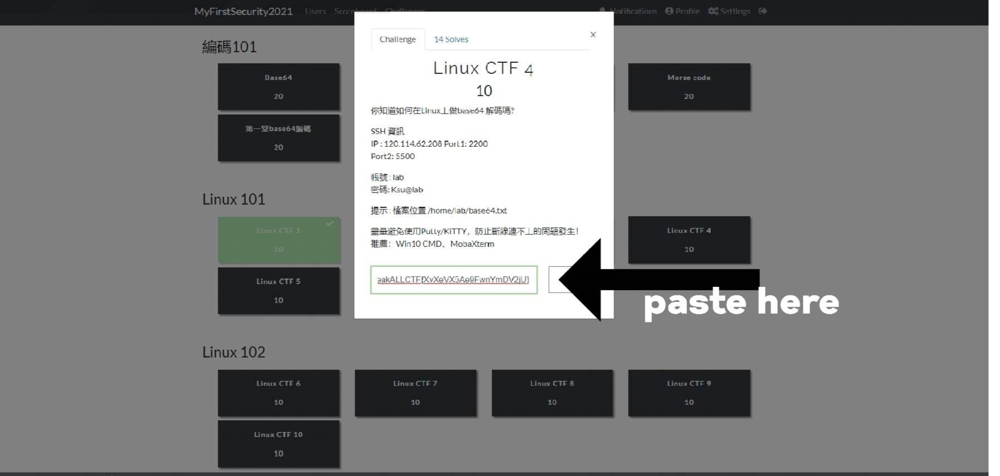 MyFirstSecurity2021 Users Scoreboard Challenges Notifications Profile Settings
Challenge 14 Solves ×
編碼101
Linux CTF 4
10
Base64
20
Morse code
20
第一堂base64編碼
20
你知道如何在Linux上做base64 解碼嗎?
SSH 資訊
IP : 120.114.62.208 Port1: 2200
Port2: 5500
帳號 : lab
密碼: Ksu@lab
提示 : 檔案位置 /home/lab/base64.txt
盡量避免使用Putty/KiTTY，防止斷線連不上的問題發生!
推薦：Win10 CMD、MobaXterm
eakALLCTF{XvXeVX5Ae9FwnYmDV2jU}
paste here
Linux 101
Linux CTF 1
10
Linux CTF 4
10
Linux CTF 5
10
Linux 102
Linux CTF 6
10
Linux CTF 7
10
Linux CTF 8
10
Linux CTF 9
10
Linux CTF 10
10